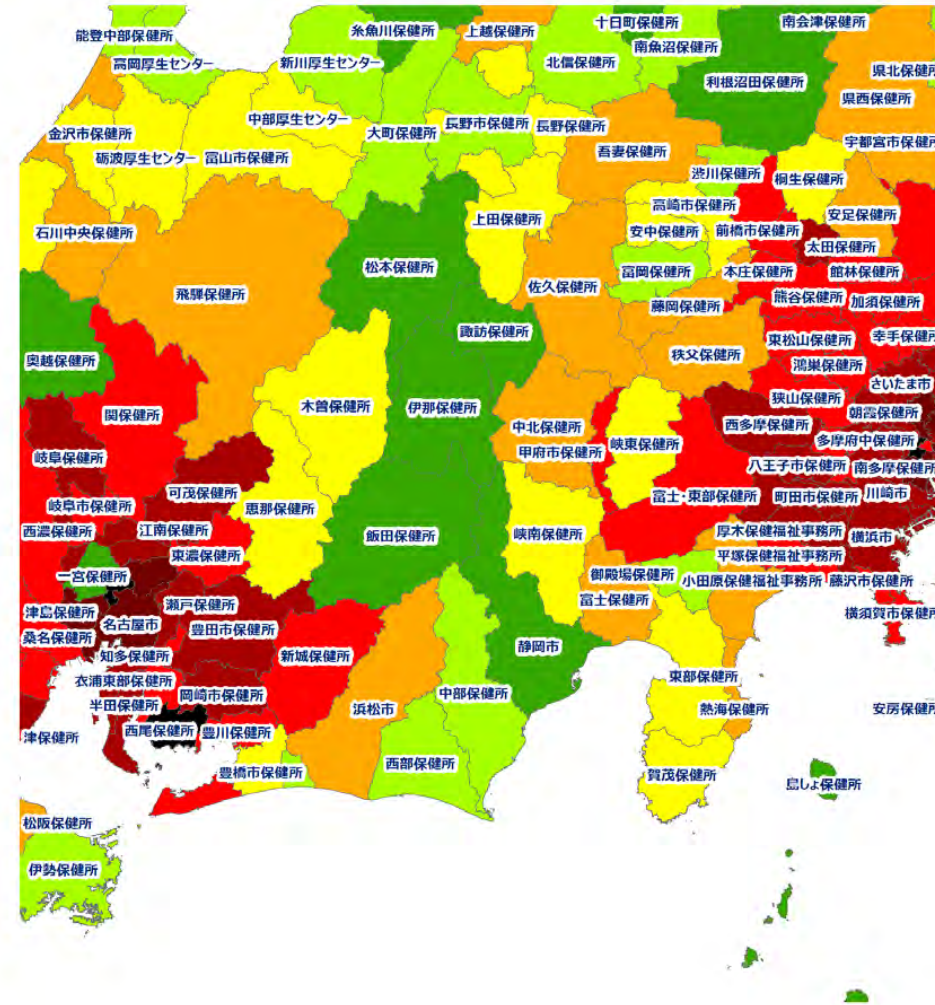 能登中部保健所
糸魚川保健所
上越保健所
十日町保健所
南会津保健所
高岡厚生センター
新川厚生センター
北信保健所
南魚沼保健所
利根沼田保健所
県北保健所
県西保健所
金沢市保健所
中部厚生センター
大町保健所
長野市保健所
長野保健所
宇都宮市保健所
砺波厚生センター
富山市保健所
吾妻保健所
渋川保健所
桐生保健所
石川中央保健所
上田保健所
高崎市保健所
安中保健所
前橋市保健所
安足保健所
太田保健所
飛騨保健所
松本保健所
佐久保健所
富岡保健所
本庄保健所
館林保健所
藤岡保健所
熊谷保健所
加須保健所
諏訪保健所
東松山保健所
幸手保健所
奥越保健所
秩父保健所
鴻巣保健所
関保健所
木曽保健所
伊那保健所
狭山保健所
さいたま市
朝霞保健所
中北保健所
甲府市保健所
峡東保健所
西多摩保健所
多摩府中保健所
岐阜保健所
八王子市保健所
南多摩保健所
可茂保健所
富士・東部保健所
町田市保健所
川崎市
岐阜市保健所
恵那保健所
西濃保健所
江南保健所
飯田保健所
峡南保健所
厚木保健福祉事務所
横浜市
東濃保健所
平塚保健福祉事務所
一宮保健所
御殿場保健所
小田原保健福祉事務所
藤沢市保健所
津島保健所
名古屋市
瀬戸保健所
富士保健所
横須賀市保健所
桑名保健所
豊田市保健所
知多保健所
新城保健所
静岡市
衣浦東部保健所
岡崎市保健所
中部保健所
東部保健所
半田保健所
浜松市
熱海保健所
安房保健所
津保健所
西尾保健所
豊川保健所
西部保健所
豊橋市保健所
賀茂保健所
島しょ保健所
松阪保健所
伊勢保健所